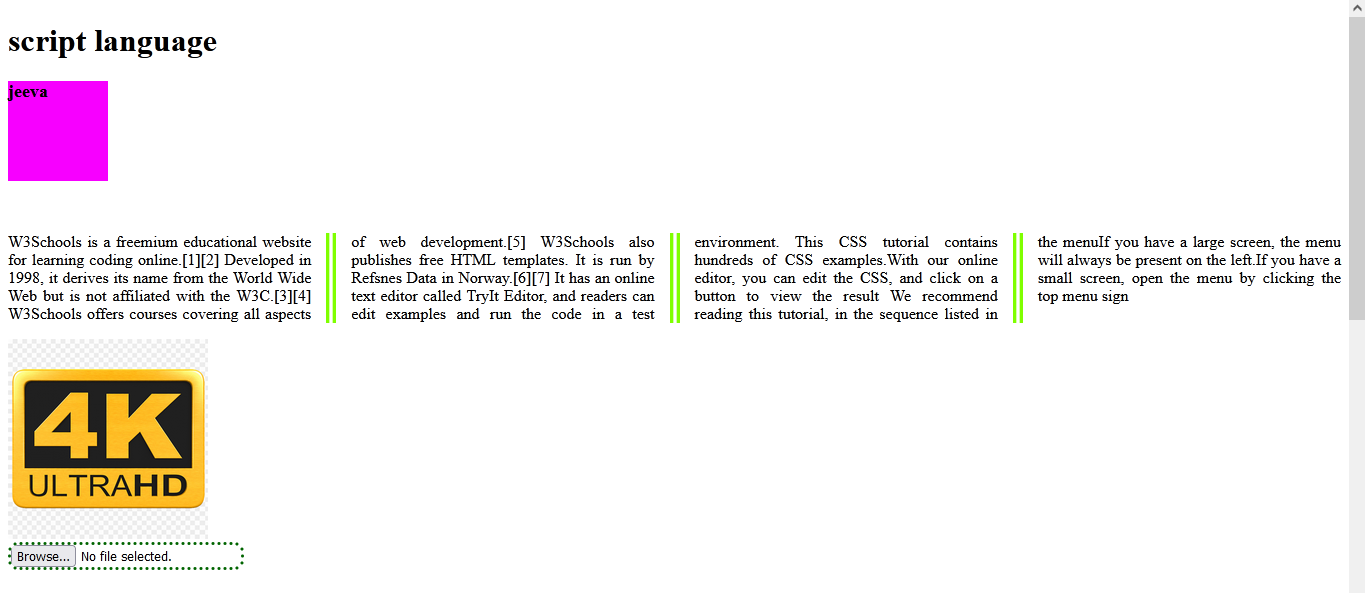 script language
jeeva
W3Schools is a freemium educational website
for learning coding online.[1][2] Developed in
1998, it derives its name from the World Wide
Web but is not affiliated with the W3C.[3][4]
W3Schools offers courses covering all aspects
of web development.[5] W3Schools also
publishes free HTML templates. It is run by
Refsnes Data in Norway.[6][7] It has an online
text editor called TryIt Editor, and readers can
edit examples and run the code in a test
environment. This CSS tutorial contains
hundreds of CSS examples.With our online
editor, you can edit the CSS, and click on a
button to view the result We recommend
reading this tutorial, in the sequence listed in
the menuIf you have a large screen, the menu
will always be present on the left.If you have a
small screen, open the menu by clicking the
top menu sign
4K
ULTRAHD
Browse... No file selected.